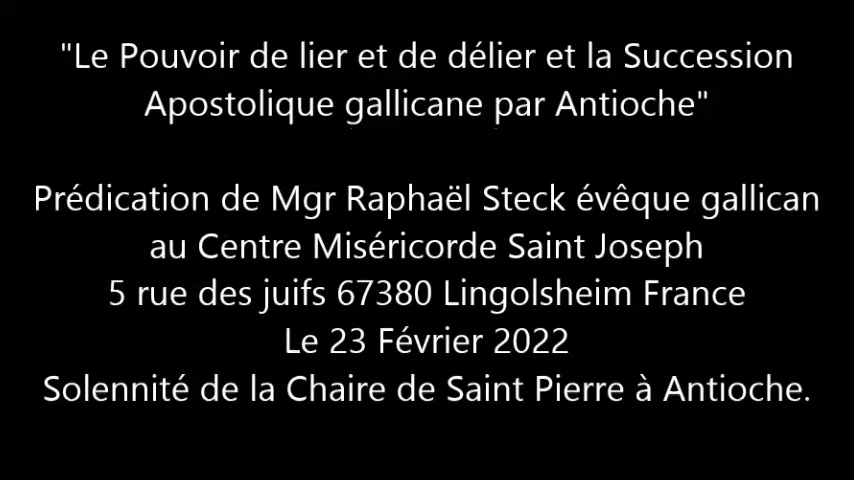 "Le Pouvoir de lier et de délier et la Succession
Apostolique gallicane par Antioche"
Prédication de Mgr Raphaël Steck évêque gallican
au Centre Miséricorde Saint Joseph
5 rue des juifs 67380 Lingolsheim France
Le 23 Février 2022
Solennité de la Chaire de Saint Pierre à Antioche.